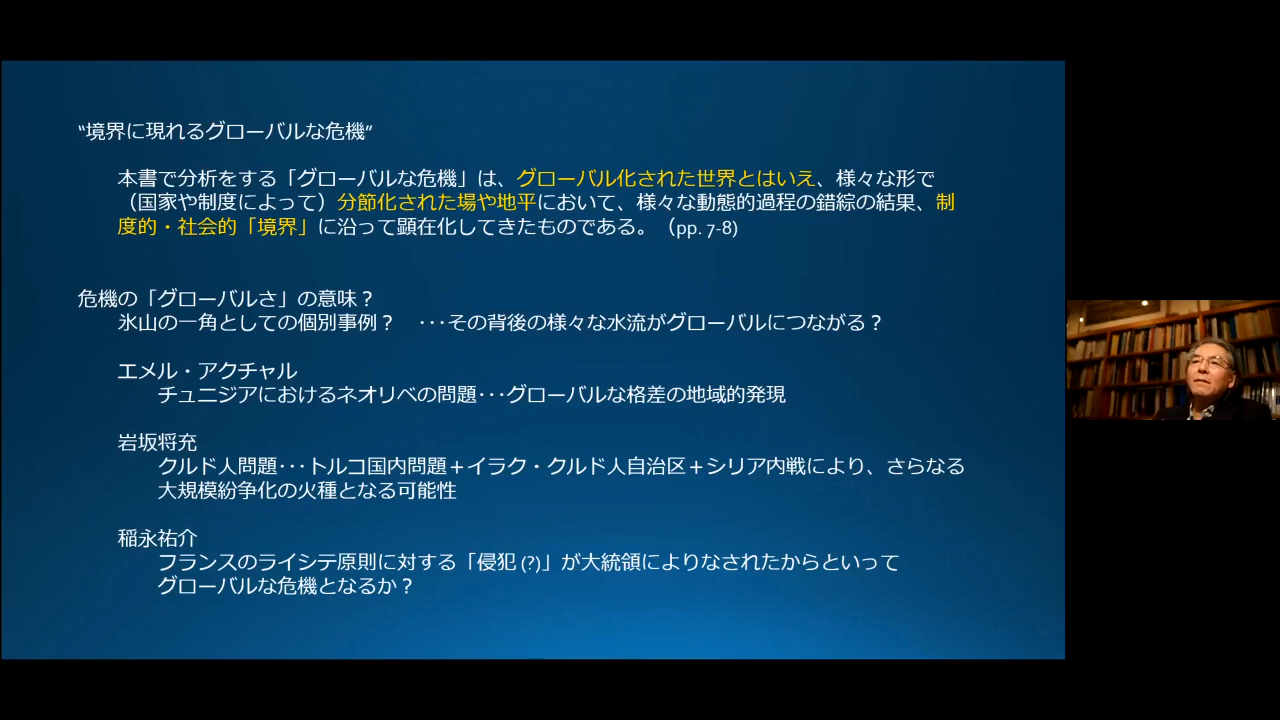 “境界に現れるグローバルな危機”
本書で分析をする「グローバルな危機」は、グローバル化された世界とはいえ、様々な形で
（国家や制度によって）分節化された場や地平において、様々な動態的過程の錯綜の結果、制
度的・社会的「境界」に沿って顕在化してきたものである。（pp. 7-8)
危機の「グローバルさ」の意味？
氷山の一角としての個別事例？　･･･その背後の様々な水流がグローバルにつながる？
エメル・アクチャル
チュニジアにおけるネオリベの問題･･･グローバルな格差の地域的発現
岩坂将充
クルド人問題･･･トルコ国内問題＋イラク・クルド人自治区＋シリア内戦により、さらなる
大規模紛争化の火種となる可能性
稲永祐介
フランスのライシテ原則に対する「侵犯 (?)」が大統領によりなされたからといって
グローバルな危機となるか？